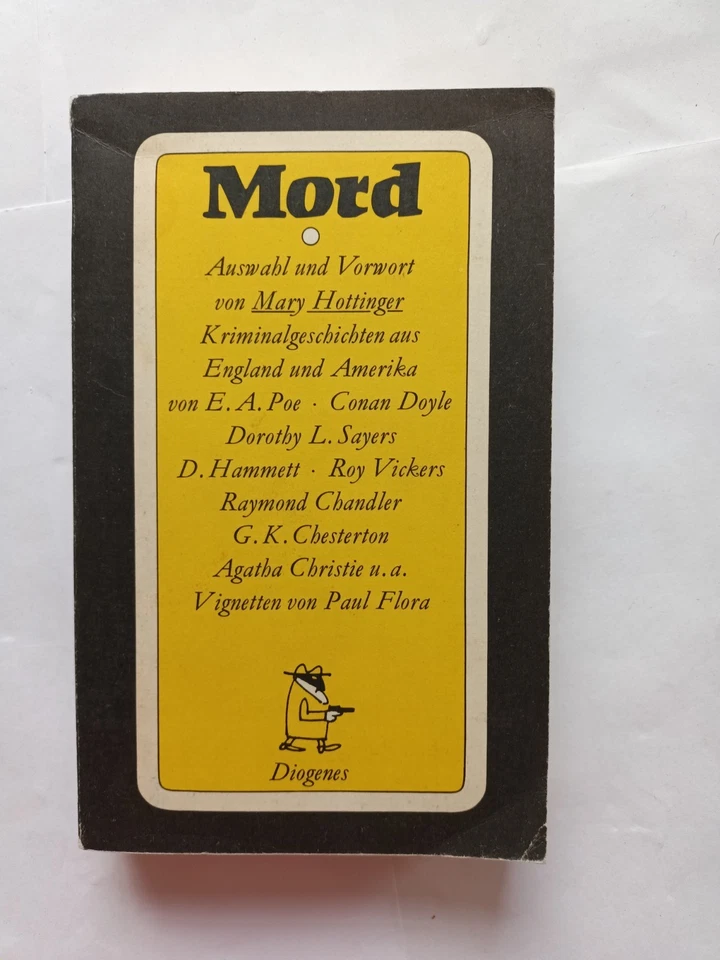 Mord
Auswahl und Vorwort
von Mary Hottinger
Kriminalgeschichten aus
England und Amerika
von E. A. Poe · Conan Doyle
Dorothy L. Sayers
D. Hammett · Roy Vickers
Raymond Chandler
G. K. Chesterton
Agatha Christie u. a.
Vignetten von Paul Flora
Diogenes